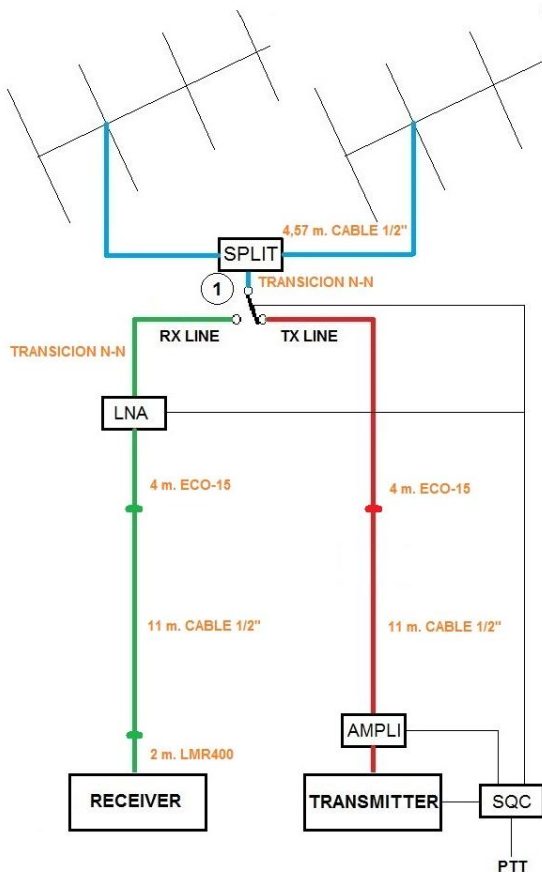 4,57 m. CABLE 1/2"
SPLIT
1
TRANSICION N-N
RX LINE
TX LINE
TRANSICION N-N
LNA
4 m. ECO-15
4 m. ECO-15
11 m. CABLE 1/2"
11 m. CABLE 1/2"
AMPLI
2 m. LMR400
RECEIVER
TRANSMITTER
SQC
PTT